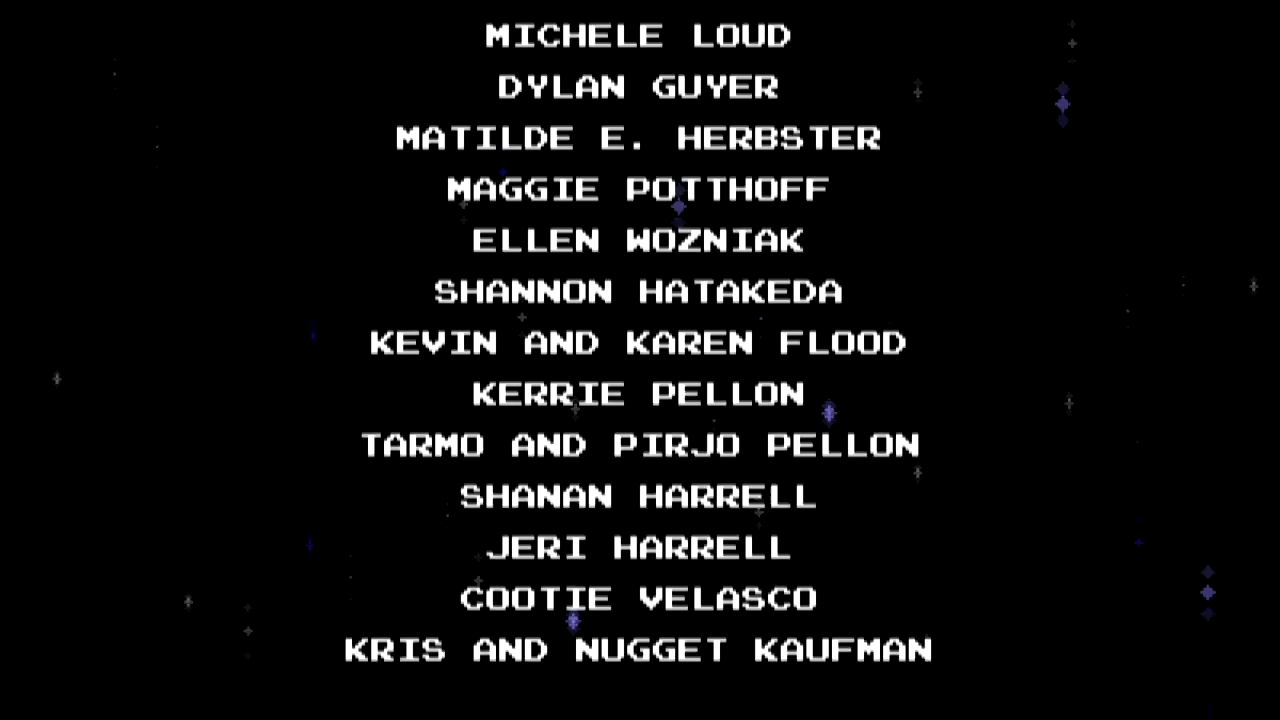 MICHELE LOUD
DYLAN GUYER
MATILDE E. HERBSTER
MAGGIE POTTHOFF
ELLEN WOZNIAK
SHANNON HATAKEDA
KEVIN AND KAREN FLOOD
KERRIE PELLON
TARMO AND PIRJO PELLON
SHANAN HARRELL
JERI HARRELL
COOTIE VELASCO
KRIS AND NUGGET KAUFMAN